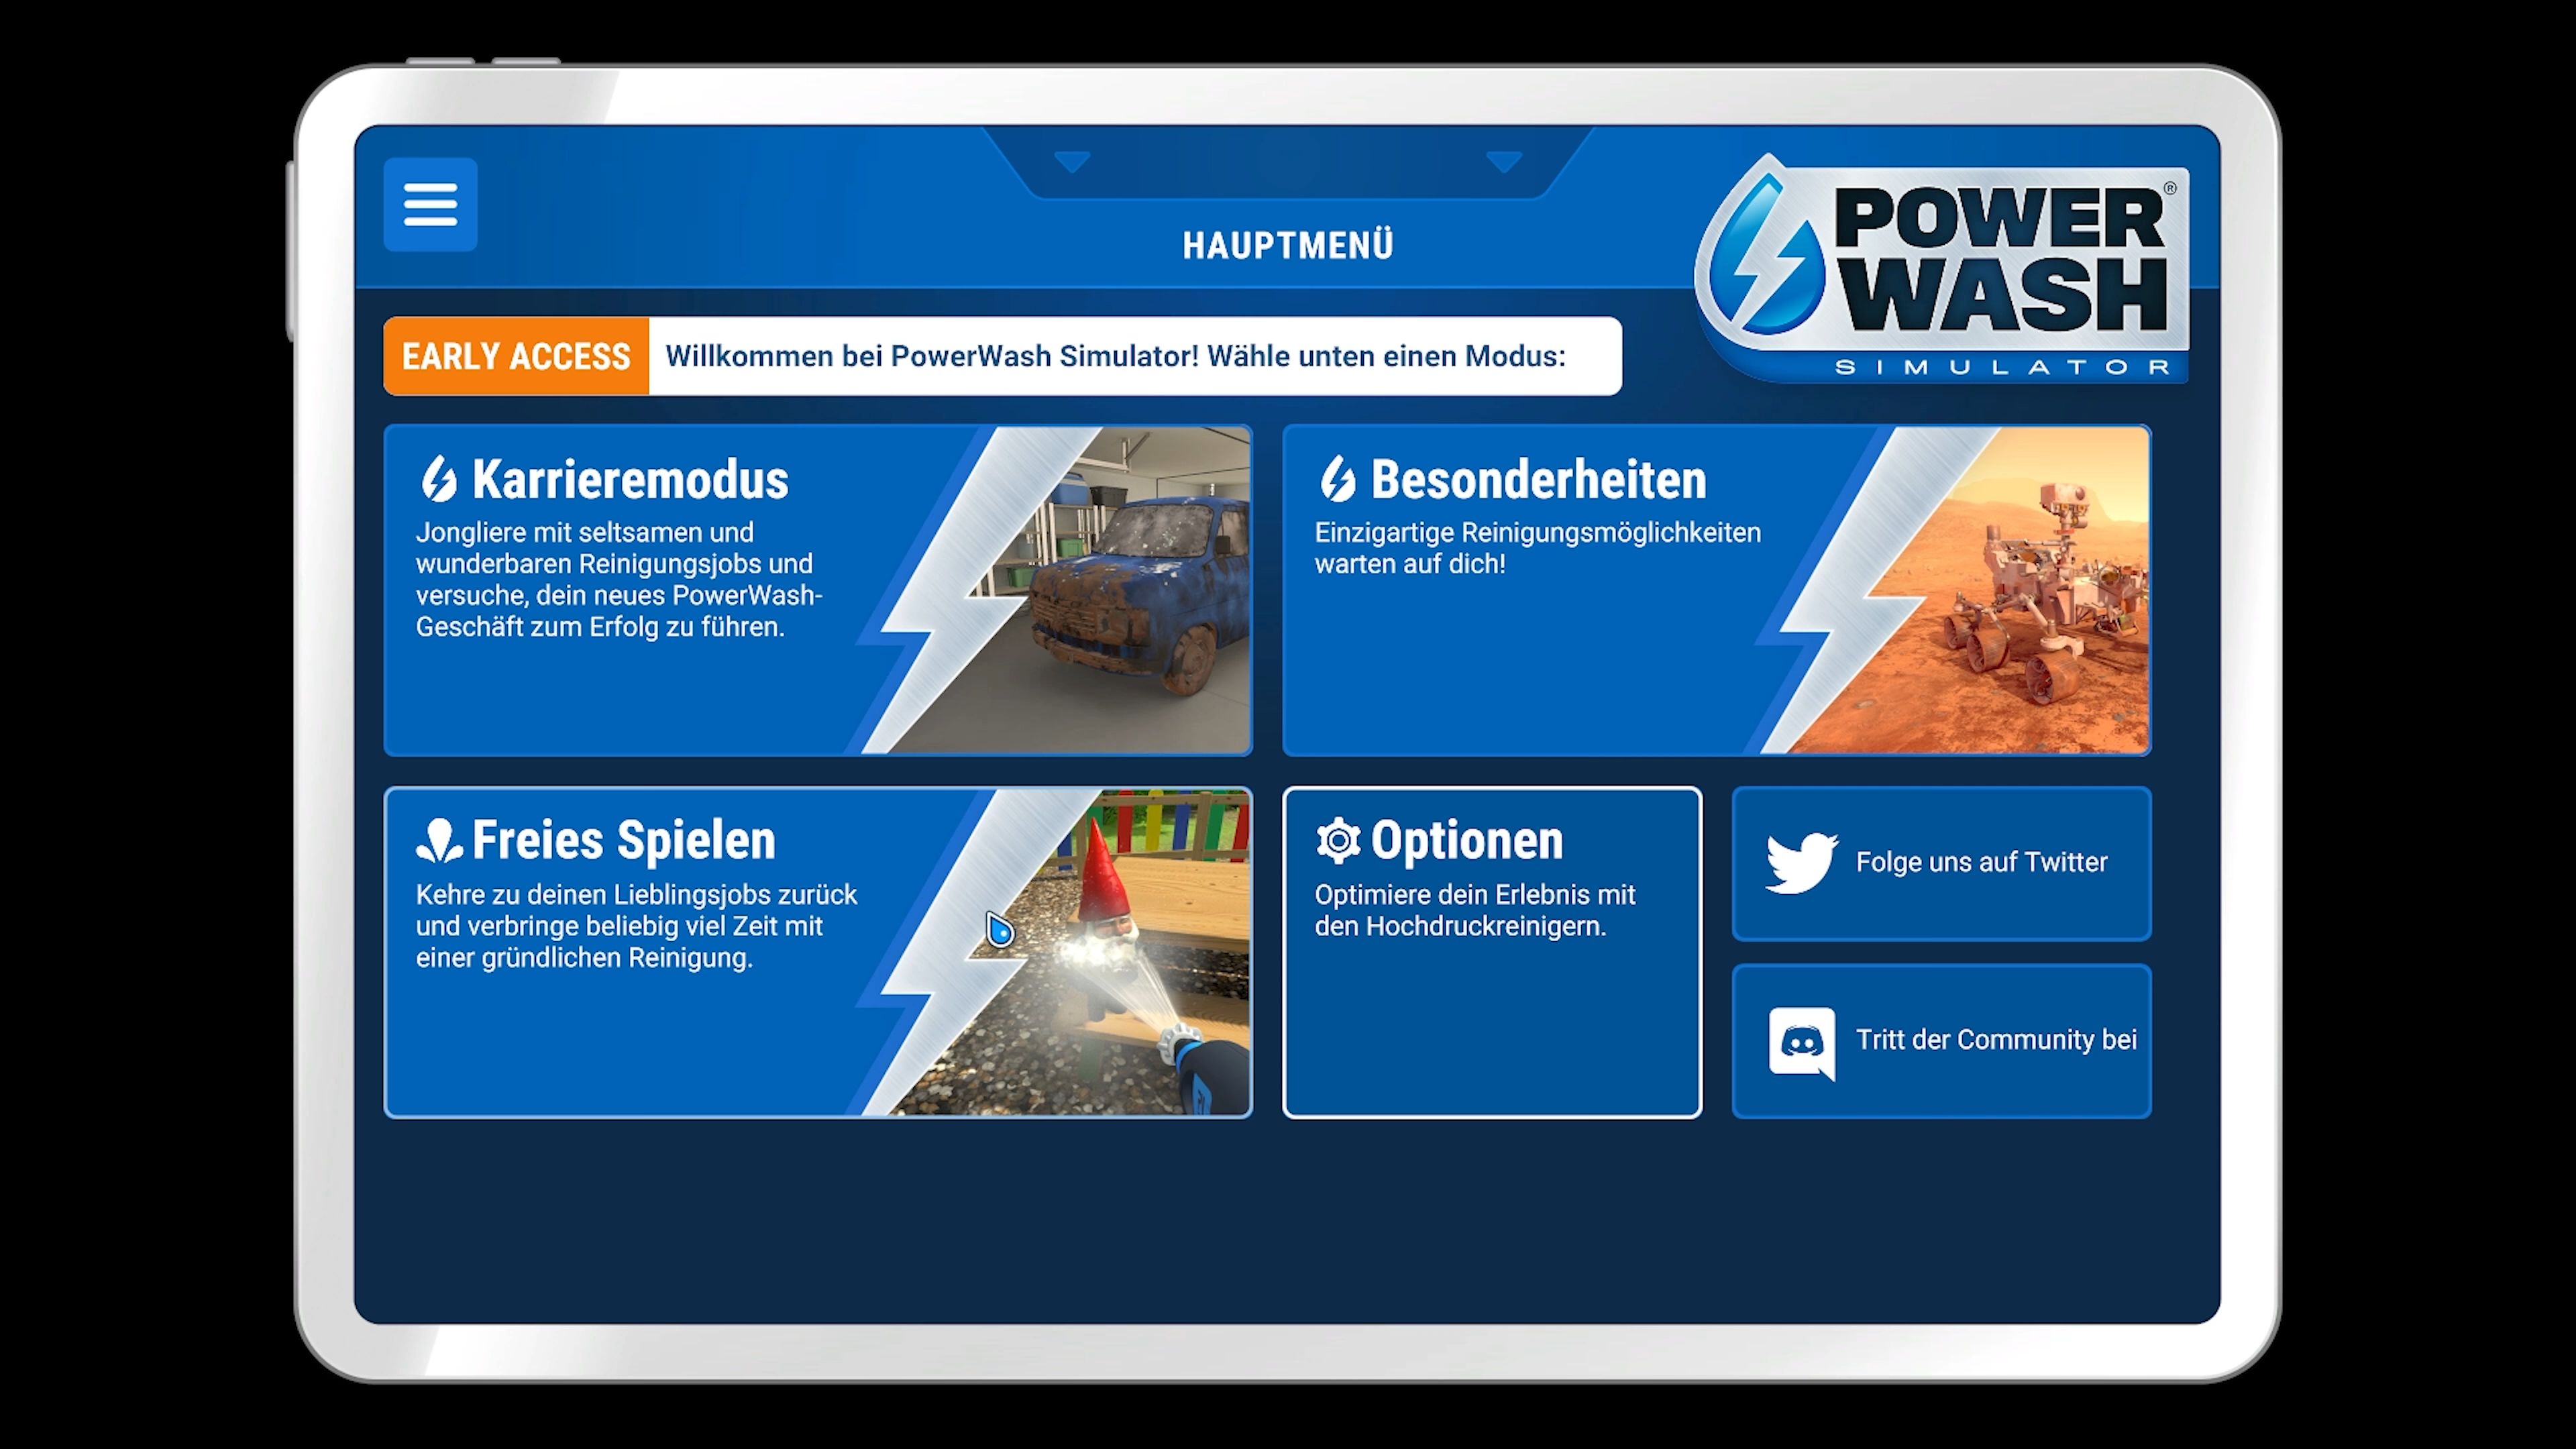 HAUPTMENÜ
POWER®
WASH
SIMULATOR
EARLY ACCESS
Willkommen bei PowerWash Simulator! Wähle unten einen Modus:
Karrieremodus
Jongliere mit seltsamen und
wunderbaren Reinigungsjobs und
versuche, dein neues PowerWash-
Geschäft zum Erfolg zu führen.
Besonderheiten
Einzigartige Reinigungsmöglichkeiten
warten auf dich!
Freies Spielen
Kehre zu deinen Lieblingsjobs zurück
und verbringe beliebig viel Zeit mit
einer gründlichen Reinigung.
Optionen
Optimiere dein Erlebnis mit
den Hochdruckreinigern.
Folge uns auf Twitter
Tritt der Community bei